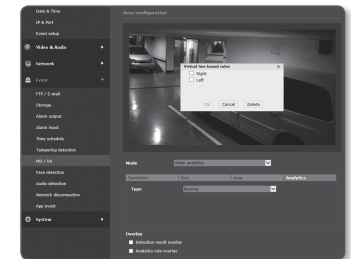 Date & Time
IP & Port
Event setup
Video & Audio
Network
Event
FTP / E-mail
Storage
Alarm output
Alarm input
Time schedule
Tampering detection
MD / VA
Face detection
Audio detection
Network disconnection
App event
System
Area configuration
Virtual line based rules
Right
Left
OK Cancel Delete
Mode Video analytics
Sensitivity Size Area Analytics
Type Passing
Overlay
Detection result overlay
Analytics rule overlay